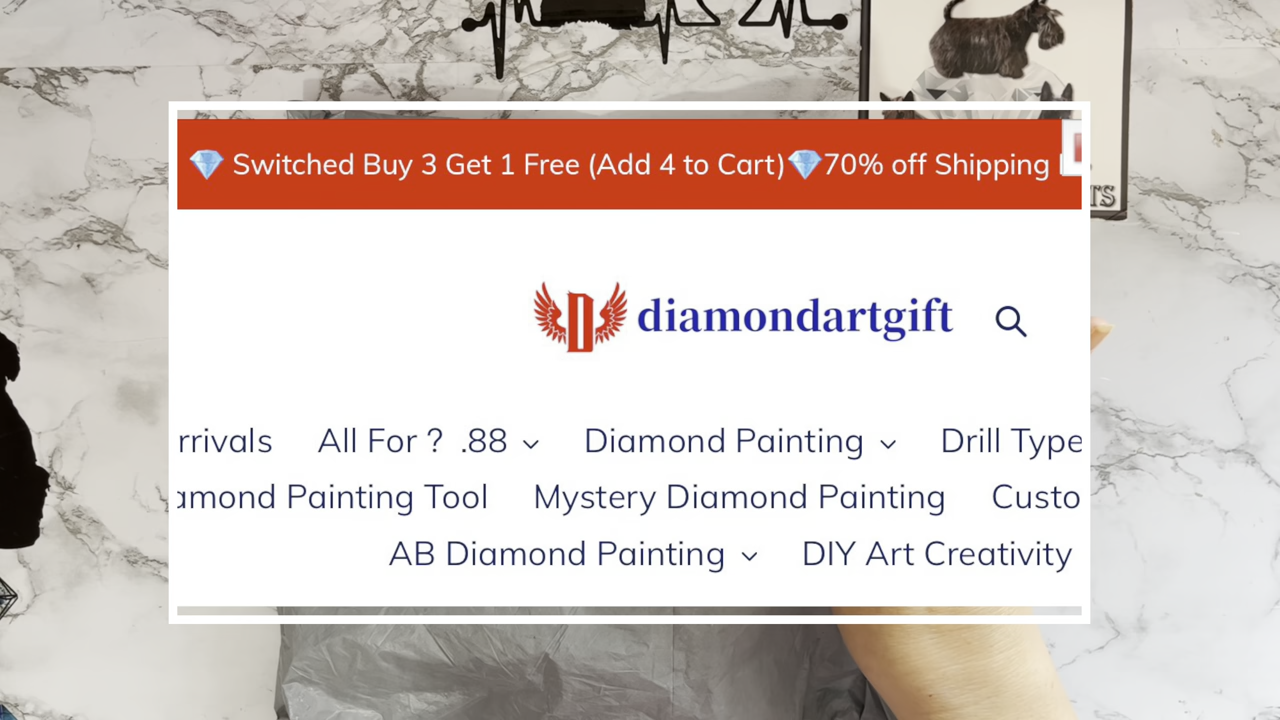 💎 Switched Buy 3 Get 1 Free (Add 4 to Cart)💎70% off Shipping
diamondartgift
rrivals All For ? .88 Diamond Painting Drill Type
amond Painting Tool Mystery Diamond Painting Custo
AB Diamond Painting DIY Art Creativity